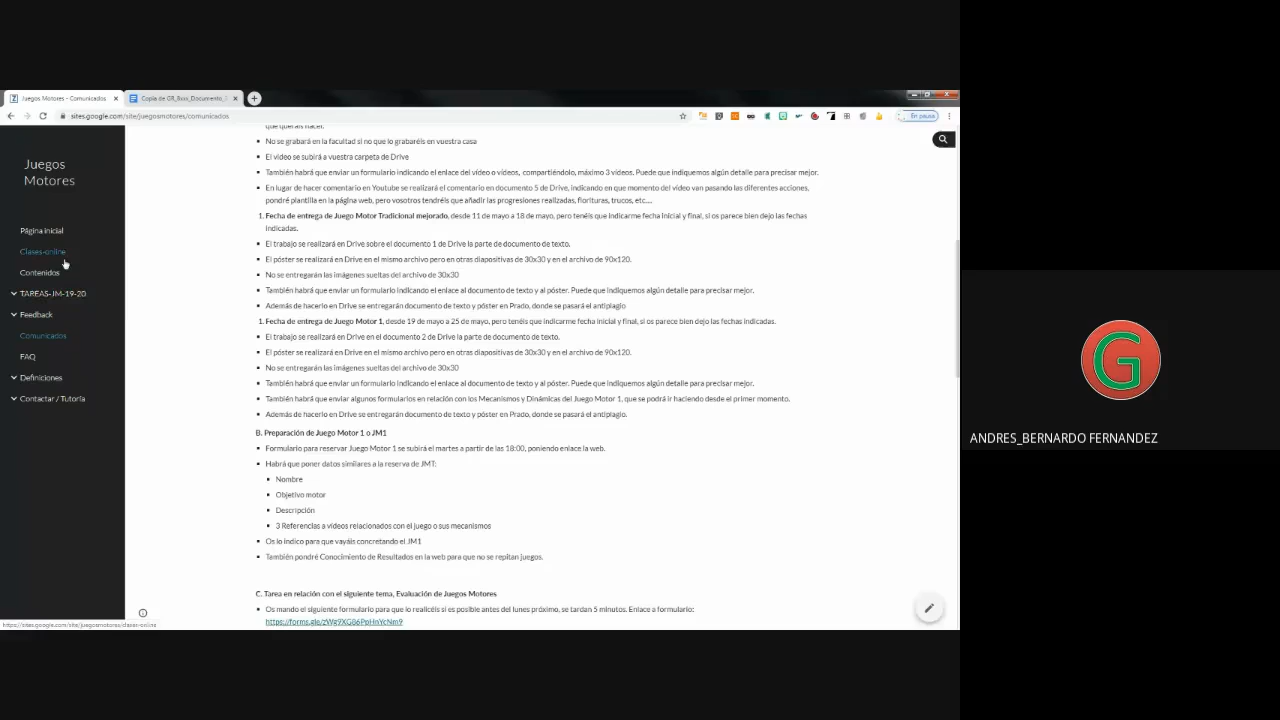 Juegos Motores - Comunicados
Copia de GR_8xxx_Documento_
sites.google.com/site/juegosmotores/comunicados
En pausa
Juegos
Motores
Página inicial
Clases-online
Contenidos
TAREAS-JM-19-20
Feedback
Comunicados
FAQ
Definiciones
Contactar / Tutoría
que queráis hacer.
No se grabará en la facultad si no que lo grabaréis en vuestra casa
El video se subirá a vuestra carpeta de Drive
También habrá que enviar un formulario indicando el enlace del vídeo o vídeos, compartiéndolo, máximo 3 vídeos. Puede que indiquemos algún detalle para precisar mejor.
En lugar de hacer comentario en Youtube se realizará el comentario en documento 5 de Drive, indicando en que momento del video van pasando las diferentes acciones,
pondré plantilla en la página web, pero vosotros tendréis que añadir las progresiones realizadas, florituras, trucos, etc....
1. Fecha de entrega de Juego Motor Tradicional mejorado, desde 11 de mayo a 18 de mayo, pero tenéis que indicarme fecha inicial y final, si os parece bien dejo las fechas
indicadas.
El trabajo se realizará en Drive sobre el documento 1 de Drive la parte de documento de texto.
El póster se realizará en Drive en el mismo archivo pero en otras diapositivas de 30x30 y en el archivo de 90x120.
No se entregarán las imágenes sueltas del archivo de 30x30
También habrá que enviar un formulario indicando el enlace al documento de texto y al póster. Puede que indiquemos algún detalle para precisar mejor.
Además de hacerlo en Drive se entregarán documento de texto y póster en Prado, donde se pasará el antiplagio
1. Fecha de entrega de Juego Motor 1, desde 19 de mayo a 25 de mayo, pero tenéis que indicarme fecha inicial y final, si os parece bien dejo las fechas indicadas.
El trabajo se realizará en Drive en el documento 2 de Drive la parte de documento de texto.
El póster se realizará en Drive en el mismo archivo pero en otras diapositivas de 30x30 y en el archivo de 90x120.
No se entregarán las imágenes sueltas del archivo de 30x30
También habrá que enviar un formulario indicando el enlace al documento de texto y al póster. Puede que indiquemos algún detalle para precisar mejor.
También habrá que enviar algunos formularios en relación con los Mecanismos y Dinámicas del Juego Motor 1, que se podrá ir haciendo desde el primer momento.
Además de hacerlo en Drive se entregarán documento de texto y póster en Prado, donde se pasará el antiplagio.
B. Preparación de Juego Motor 1 o JM1
Formulario para reservar Juego Motor 1 se subirá el martes a partir de las 18:00, poniendo enlace la web.
Habrá que poner datos similares a la reserva de JMT:
Nombre
Objetivo motor
Descripción
3 Referencias a vídeos relacionados con el juego o sus mecanismos
Os lo indico para que vayáis concretando el JM1
También pondré Conocimiento de Resultados en la web para que no se repitan juegos.
C. Tarea en relación con el siguiente tema, Evaluación de Juegos Motores
Os mando el siguiente formulario para que lo realicéis si es posible antes del lunes próximo, se tardan 5 minutos. Enlace a formulario:
https://forms.gle/zWg9XG86PpHnYcNm9
https://sites.google.com/site/juegosmotores/clases-online
G
ANDRES_BERNARDO FERNANDEZ